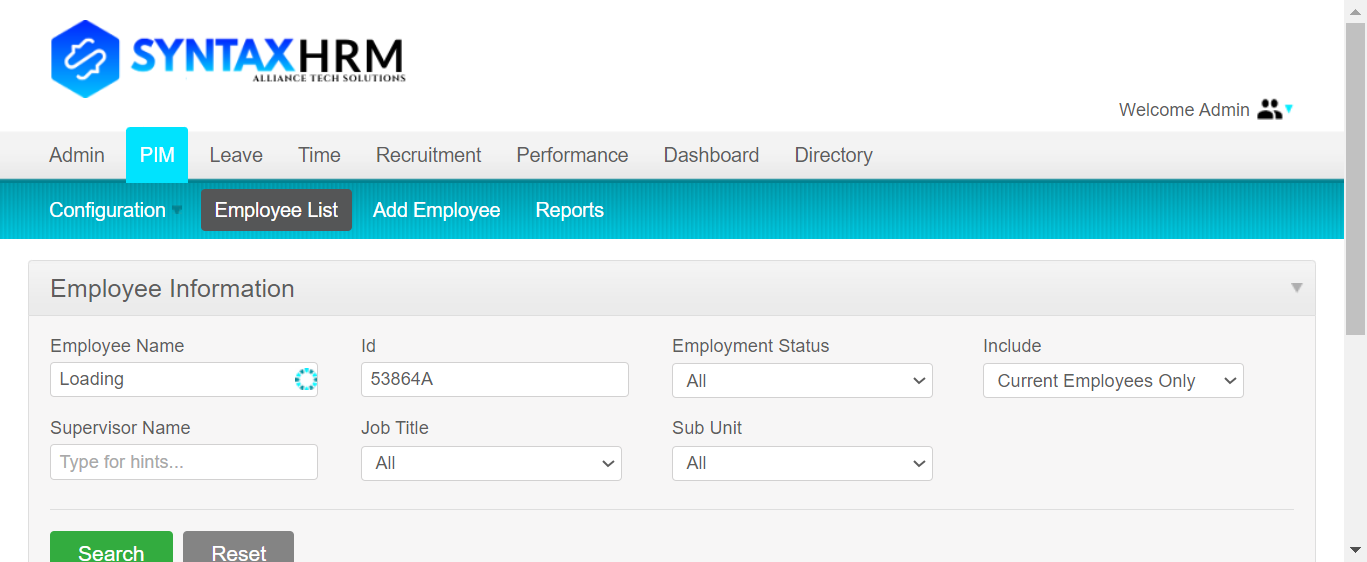 SYNTAXHRM
ALLIANCE TECH SOLUTIONS
Welcome Admin
Admin PIM Leave Time Recruitment Performance Dashboard Directory
Configuration Employee List Add Employee Reports
Employee Information
Employee Name Id Employment Status Include
Loading 53864A All Current Employees Only
Supervisor Name Job Title Sub Unit
Type for hints... All All
Search Reset